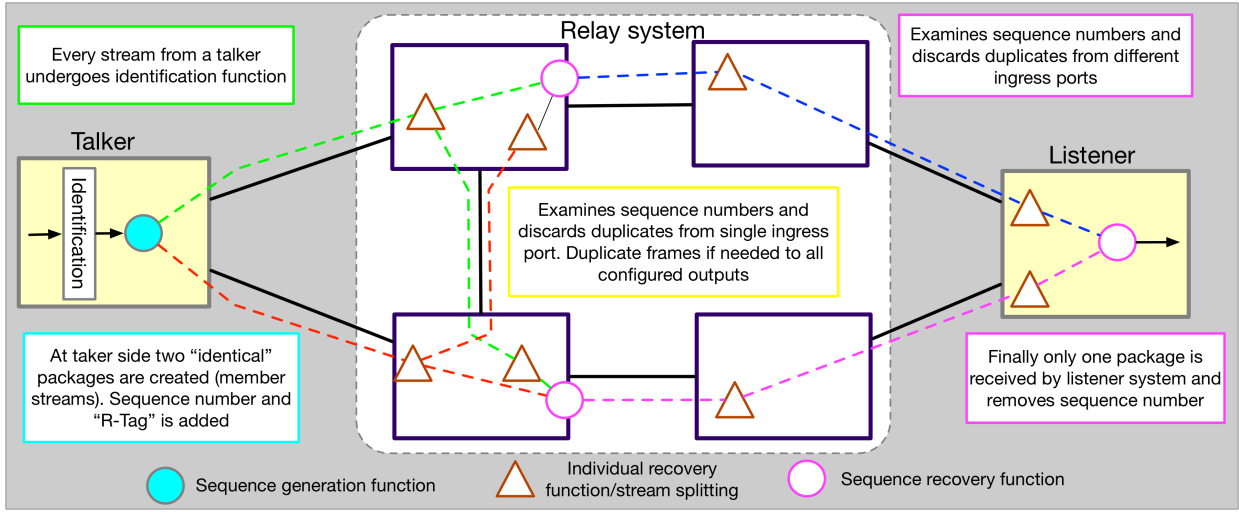 Relay system
Every stream from a talker
undergoes identification function
Examines sequence numbers and
discards duplicates from different
ingress ports
Talker
Identification
Listener
Examines sequence numbers and
discards duplicates from single ingress
port. Duplicate frames if needed to all
configured outputs
At taker side two “identical”
packages are created (member
streams). Sequence number and
“R-Tag” is added
Finally only one package is
received by listener system and
removes sequence number
Sequence generation function
Individual recovery
function/stream splitting
Sequence recovery function